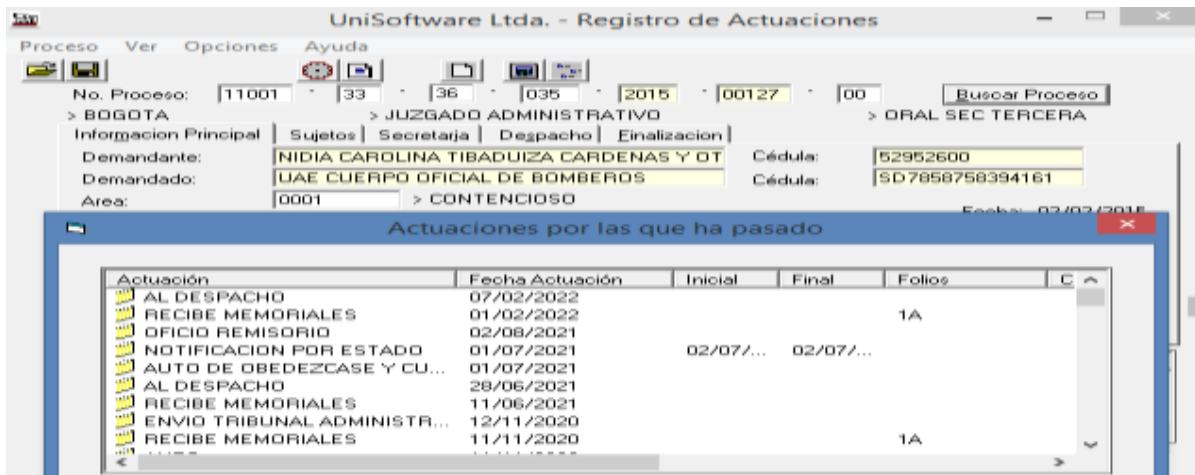 UniSoftware Ltda. - Registro de Actuaciones
Proceso Ver Opciones Ayuda
No. Proceso: 11001 - 33 - 36 - 035 - 2015 - 00127 - 00 Buscar Proceso
> BOGOTA > JUZGADO ADMINISTRATIVO > ORAL SEC TERCERA
Informacion Principal Sujetos Secretaria Despacho Finalizacion
Demandante: NIDIA CAROLINA TIBADUIZA CARDENAS Y OT Cédula: 52952600
Demandado: UAE CUERPO OFICIAL DE BOMBEROS Cédula: SD7858758394161
Area: 0001 > CONTENCIOSO
Actuaciones por las que ha pasado
Actuación Fecha Actuación Inicial Final Folios C
AL DESPACHO 07/02/2022
RECIBE MEMORIALES 01/02/2022 1A
OFICIO REMISORIO 02/08/2021
NOTIFICACION POR ESTADO 01/07/2021 02/07/... 02/07/...
AUTO DE OBEDEZCASE Y CU... 01/07/2021
AL DESPACHO 28/06/2021
RECIBE MEMORIALES 11/06/2021
ENVIO TRIBUNAL ADMINISTR... 12/11/2020
RECIBE MEMORIALES 11/11/2020 1A